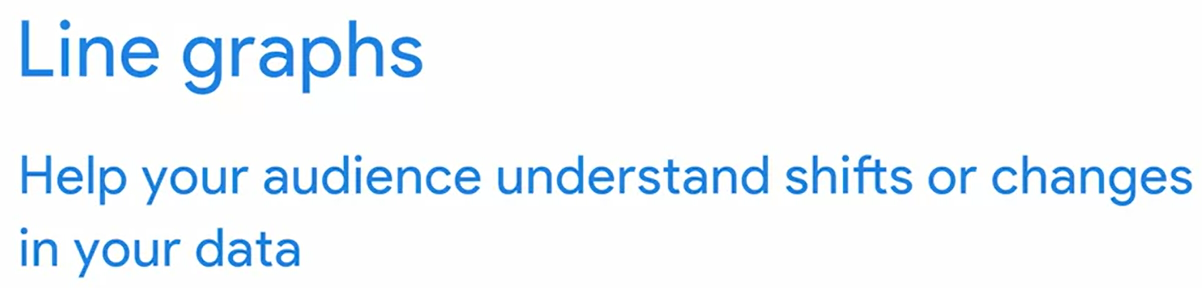 Line graphs
Help your audience understand shifts or changes
in your data